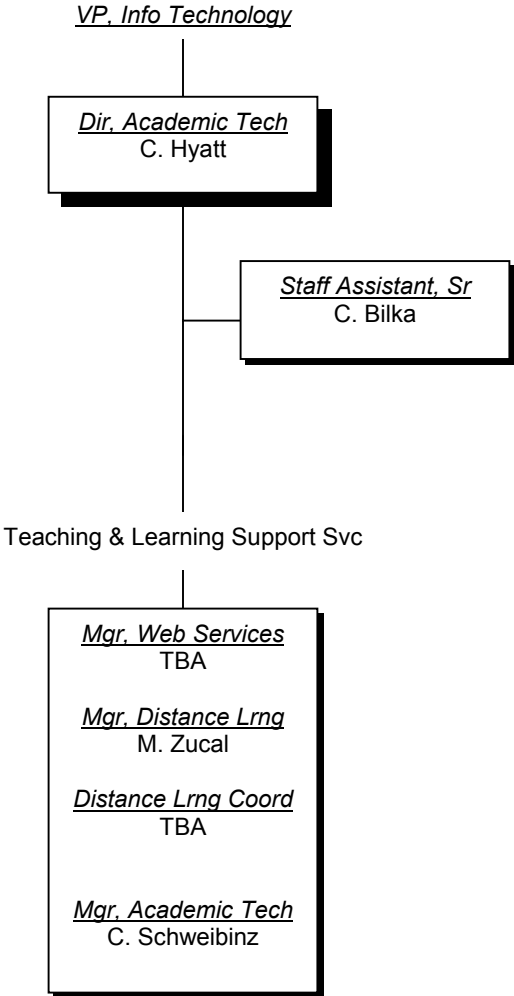 VP, Info Technology
Dir, Academic Tech
C. Hyatt
Staff Assistant, Sr
C. Bilka
Teaching & Learning Support Svc
Mgr, Web Services
TBA
Mgr, Distance Lrng
M. Zucal
Distance Lrng Coord
TBA
Mgr, Academic Tech
C. Schweibinz